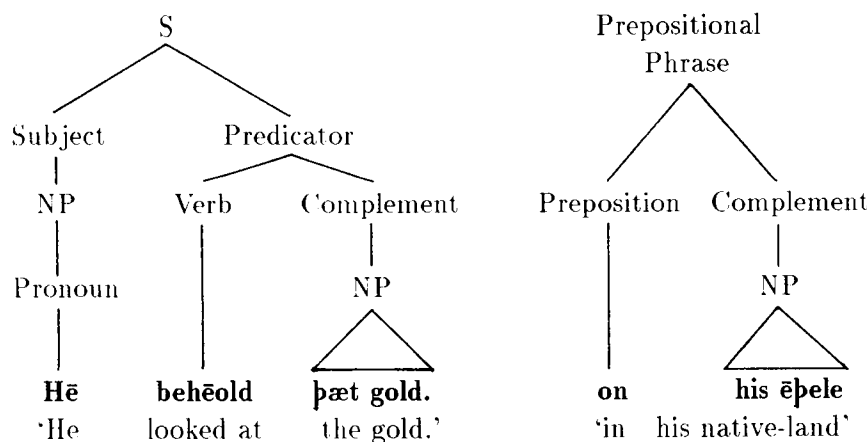 S
Subject Predicator
NP Verb Complement
Pronoun NP
Hē behēold þæt gold.
‘He looked at the gold.’
Prepositional
Phrase
Preposition Complement
NP
on his ēþele
‘in his native-land’